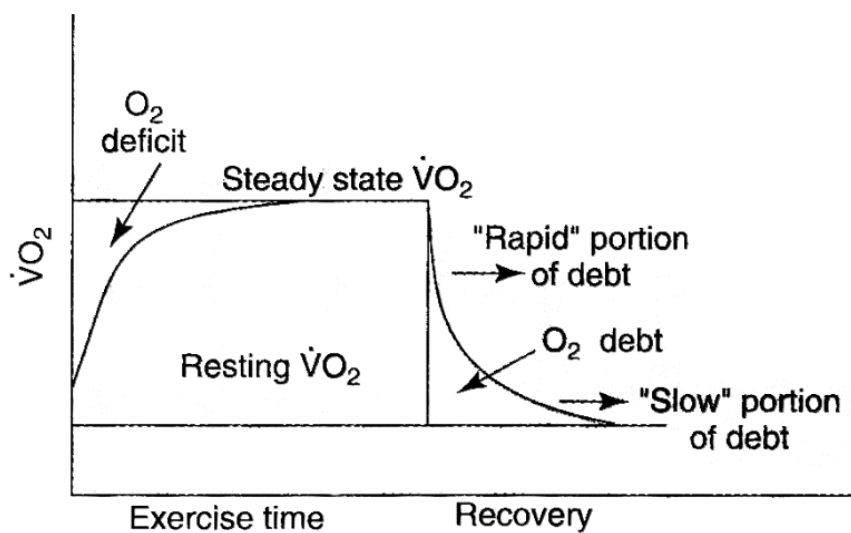 O₂
deficit
Steady state V̇O₂
"Rapid" portion
of debt
V̇O₂
O₂ debt
Resting V̇O₂
"Slow" portion
of debt
Exercise time
Recovery